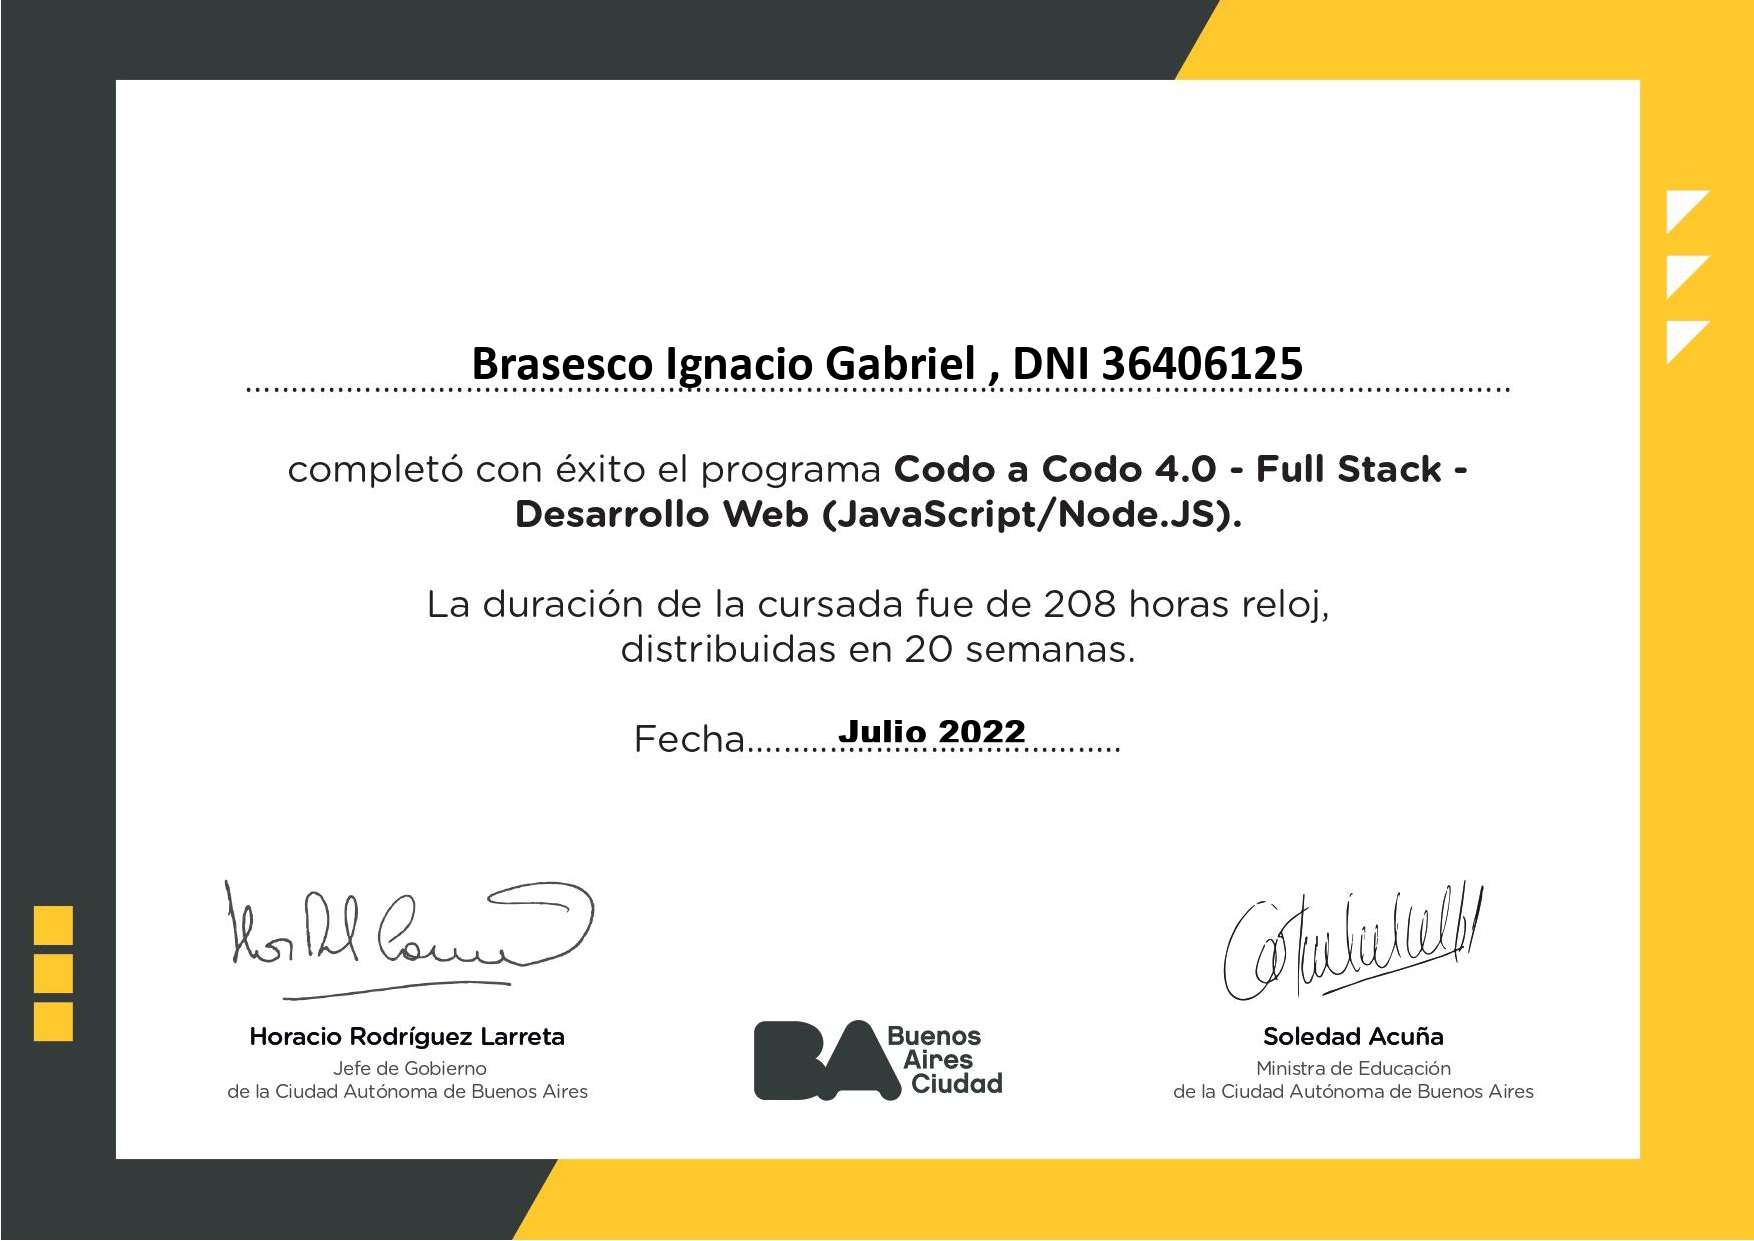 Brasesco Ignacio Gabriel , DNI 36406125
completó con éxito el programa Codo a Codo 4.0 - Full Stack -
Desarrollo Web (JavaScript/Node.JS).
La duración de la cursada fue de 208 horas reloj,
distribuidas en 20 semanas.
Fecha.......... Julio 2022 ..........
Horacio Rodríguez Larreta
Jefe de Gobierno
de la Ciudad Autónoma de Buenos Aires
BA Buenos
Aires
Ciudad
Soledad Acuña
Ministra de Educación
de la Ciudad Autónoma de Buenos Aires